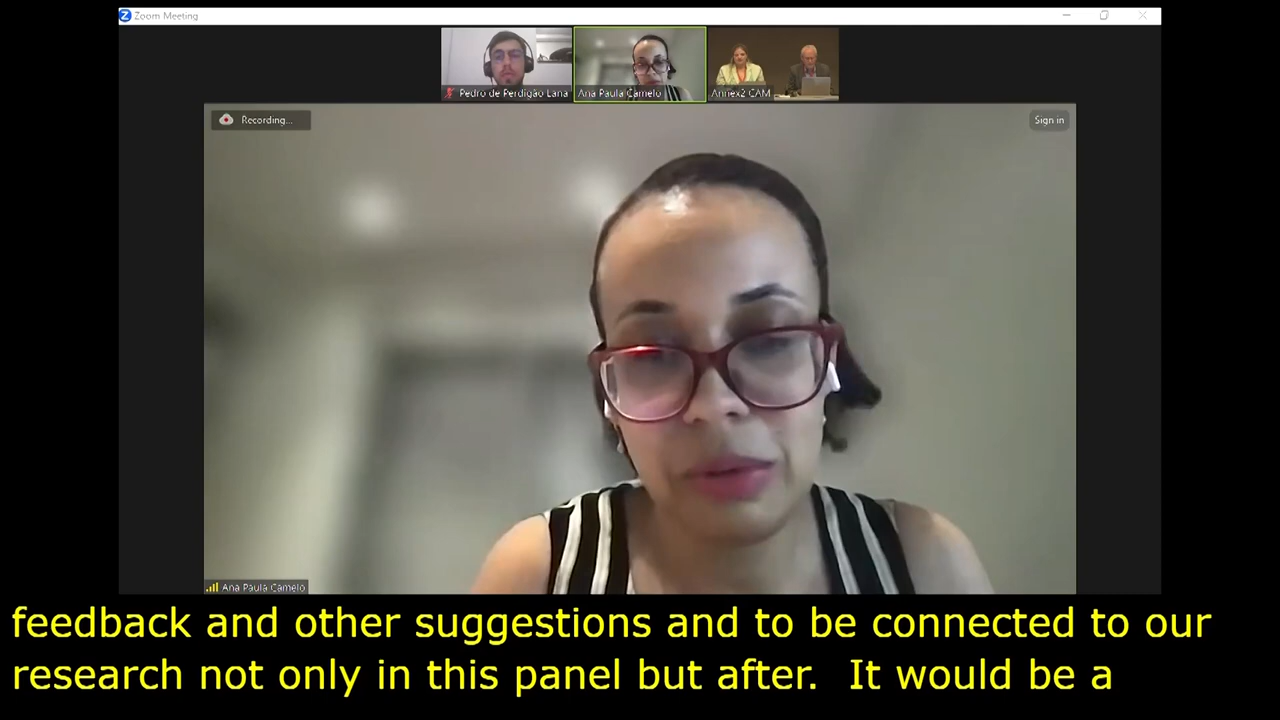 Zoom Meeting
Pedro de Perdigão Lana
Ana Paula Camelo
Annex2 CAM
Recording...
Sign in
Ana Paula Camelo
feedback and other suggestions and to be connected to our
research not only in this panel but after.  It would be a